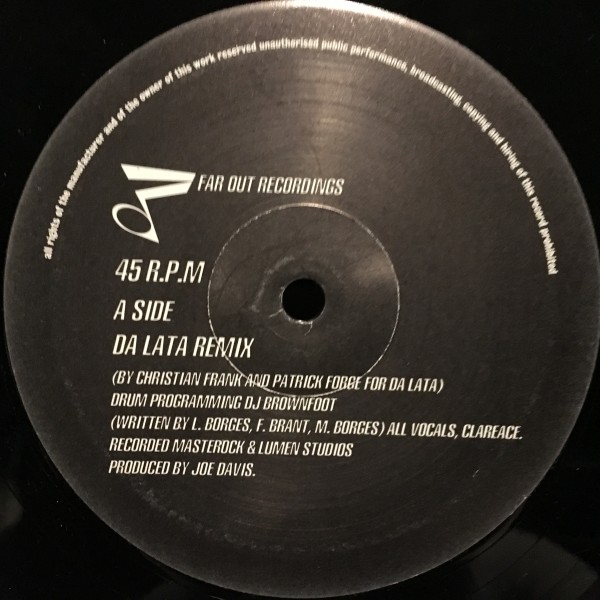 all rights of the manufacturer and of the owner of this work reserved unauthorised public performance, broadcasting, copying and hiring of this record prohibited
FAR OUT RECORDINGS
45 R.P.M
A SIDE
DA LATA REMIX
(BY CHRISTIAN FRANK AND PATRICK FORGE FOR DA LATA)
DRUM PROGRAMMING DJ BROWNFOOT
(WRITTEN BY L. BORGES, F. BRANT, M. BORGES) ALL VOCALS, CLAREACE.
RECORDED MASTEROCK & LUMEN STUDIOS
PRODUCED BY JOE DAVIS.